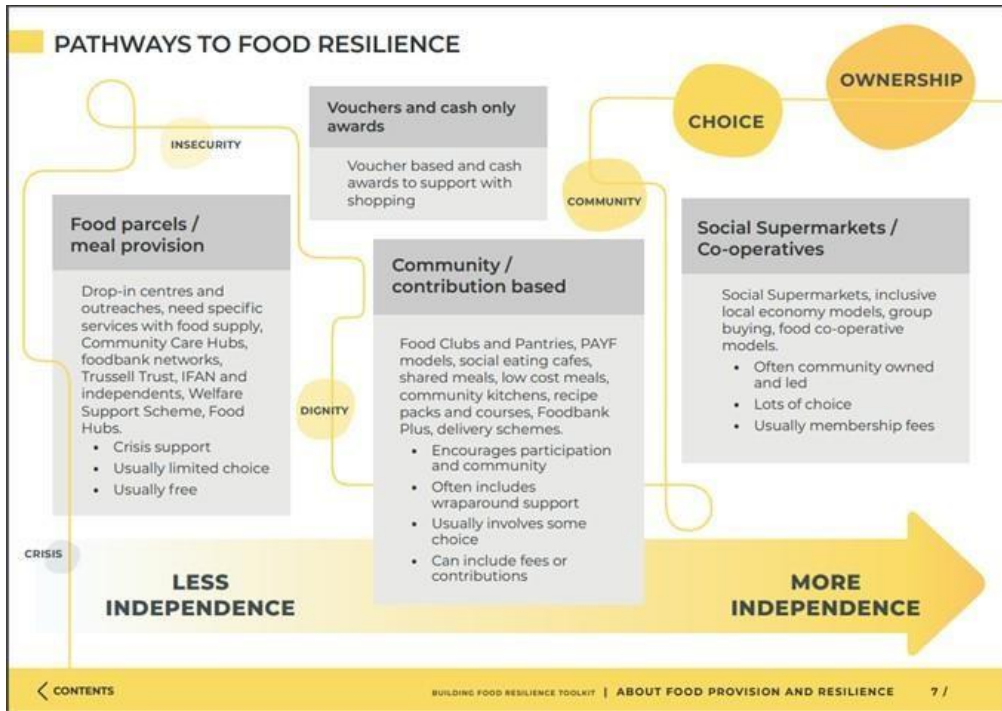 PATHWAYS TO FOOD RESILIENCE
OWNERSHIP
CHOICE
INSECURITY
Vouchers and cash only
awards
Voucher based and cash
awards to support with
shopping
COMMUNITY
Food parcels /
meal provision
Drop-in centres and
outreaches, need specific
services with food supply,
Community Care Hubs,
foodbank networks,
Trussell Trust, IFAN and
independents, Welfare
Support Scheme, Food
Hubs.
• Crisis support
• Usually limited choice
• Usually free
DIGNITY
Community /
contribution based
Food Clubs and Pantries, PAYF
models, social eating cafes,
shared meals, low cost meals,
community kitchens, recipe
packs and courses, Foodbank
Plus, delivery schemes.
• Encourages participation
and community
• Often includes
wraparound support
• Usually involves some
choice
• Can include fees or
contributions
Social Supermarkets /
Co-operatives
Social Supermarkets, inclusive
local economy models, group
buying, food co-operative
models.
• Often community owned
and led
• Lots of choice
• Usually membership fees
CRISIS
LESS
INDEPENDENCE
MORE
INDEPENDENCE
CONTENTS
BUILDING FOOD RESILIENCE TOOLKIT | ABOUT FOOD PROVISION AND RESILIENCE 7 /